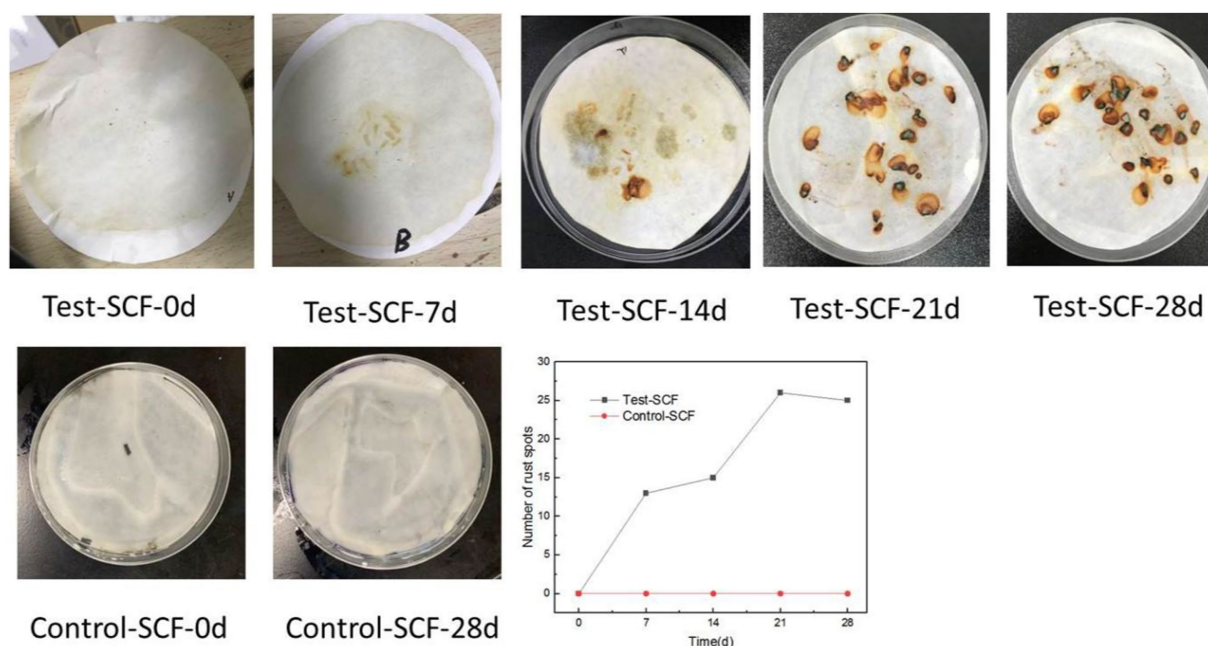 A
B
A
Test-SCF-0d
Test-SCF-7d
Test-SCF-14d
Test-SCF-21d
Test-SCF-28d
Control-SCF-0d
Control-SCF-28d
30
25
20
15
10
5
0
Number of rust spots
Test-SCF
Control-SCF
0 7 14 21 28
Time(d)